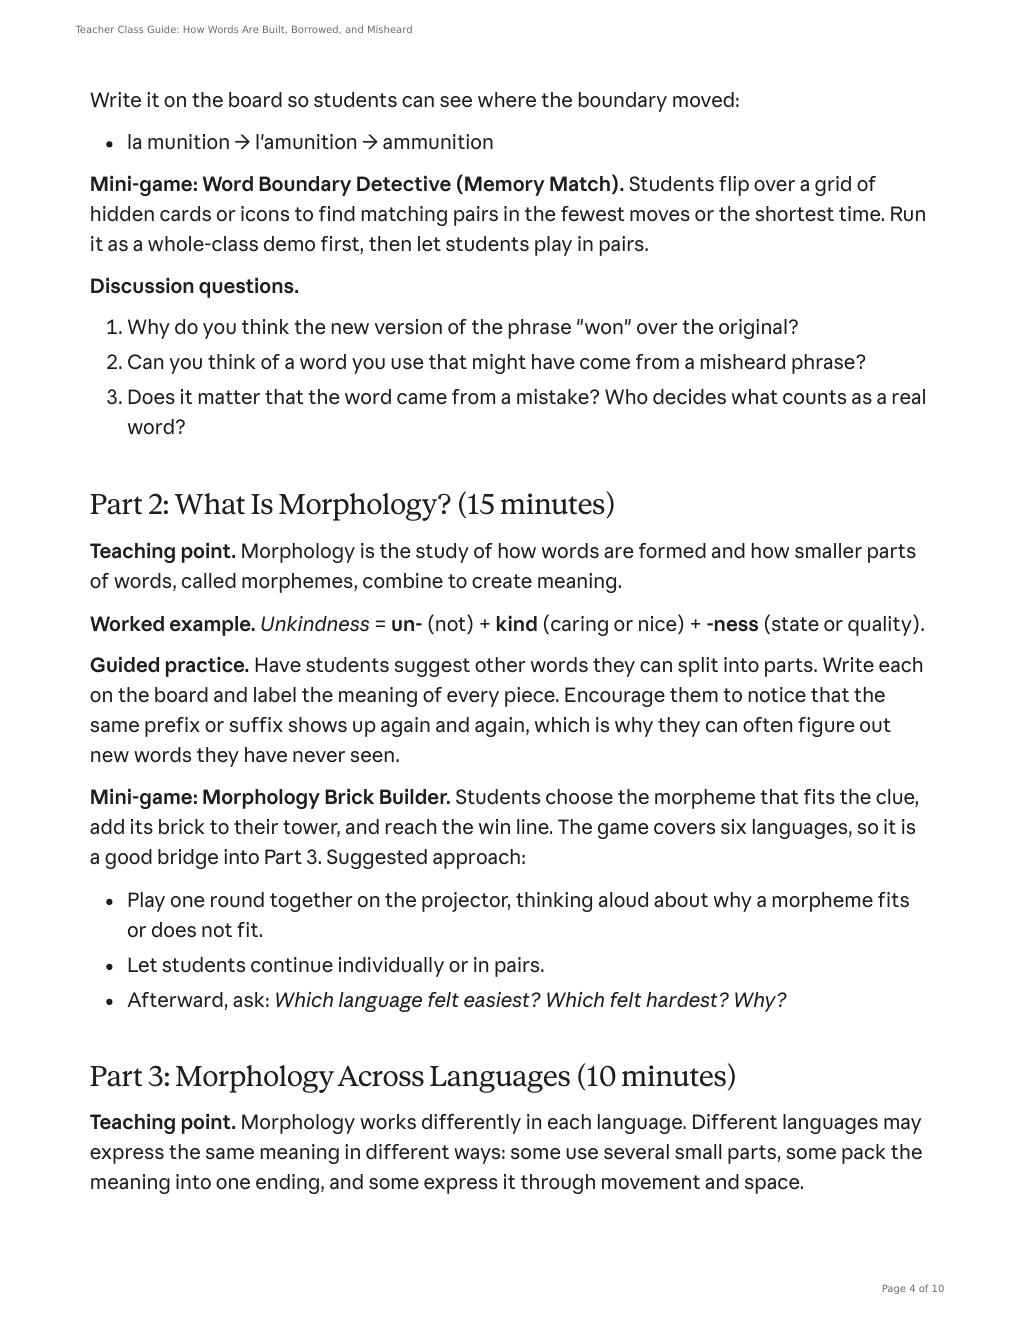 Teacher Class Guide: How Words Are Built, Borrowed, and Misheard
Write it on the board so students can see where the boundary moved:
• la munition → l'amunition → ammunition
Mini-game: Word Boundary Detective (Memory Match). Students flip over a grid of
hidden cards or icons to find matching pairs in the fewest moves or the shortest time. Run
it as a whole-class demo first, then let students play in pairs.
Discussion questions.
1. Why do you think the new version of the phrase "won" over the original?
2. Can you think of a word you use that might have come from a misheard phrase?
3. Does it matter that the word came from a mistake? Who decides what counts as a real
word?
Part 2: What Is Morphology? (15 minutes)
Teaching point. Morphology is the study of how words are formed and how smaller parts
of words, called morphemes, combine to create meaning.
Worked example. Unkindness = un- (not) + kind (caring or nice) + -ness (state or quality).
Guided practice. Have students suggest other words they can split into parts. Write each
on the board and label the meaning of every piece. Encourage them to notice that the
same prefix or suffix shows up again and again, which is why they can often figure out
new words they have never seen.
Mini-game: Morphology Brick Builder. Students choose the morpheme that fits the clue,
add its brick to their tower, and reach the win line. The game covers six languages, so it is
a good bridge into Part 3. Suggested approach:
• Play one round together on the projector, thinking aloud about why a morpheme fits
or does not fit.
• Let students continue individually or in pairs.
• Afterward, ask: Which language felt easiest? Which felt hardest? Why?
Part 3: Morphology Across Languages (10 minutes)
Teaching point. Morphology works differently in each language. Different languages may
express the same meaning in different ways: some use several small parts, some pack the
meaning into one ending, and some express it through movement and space.
Page 4 of 10